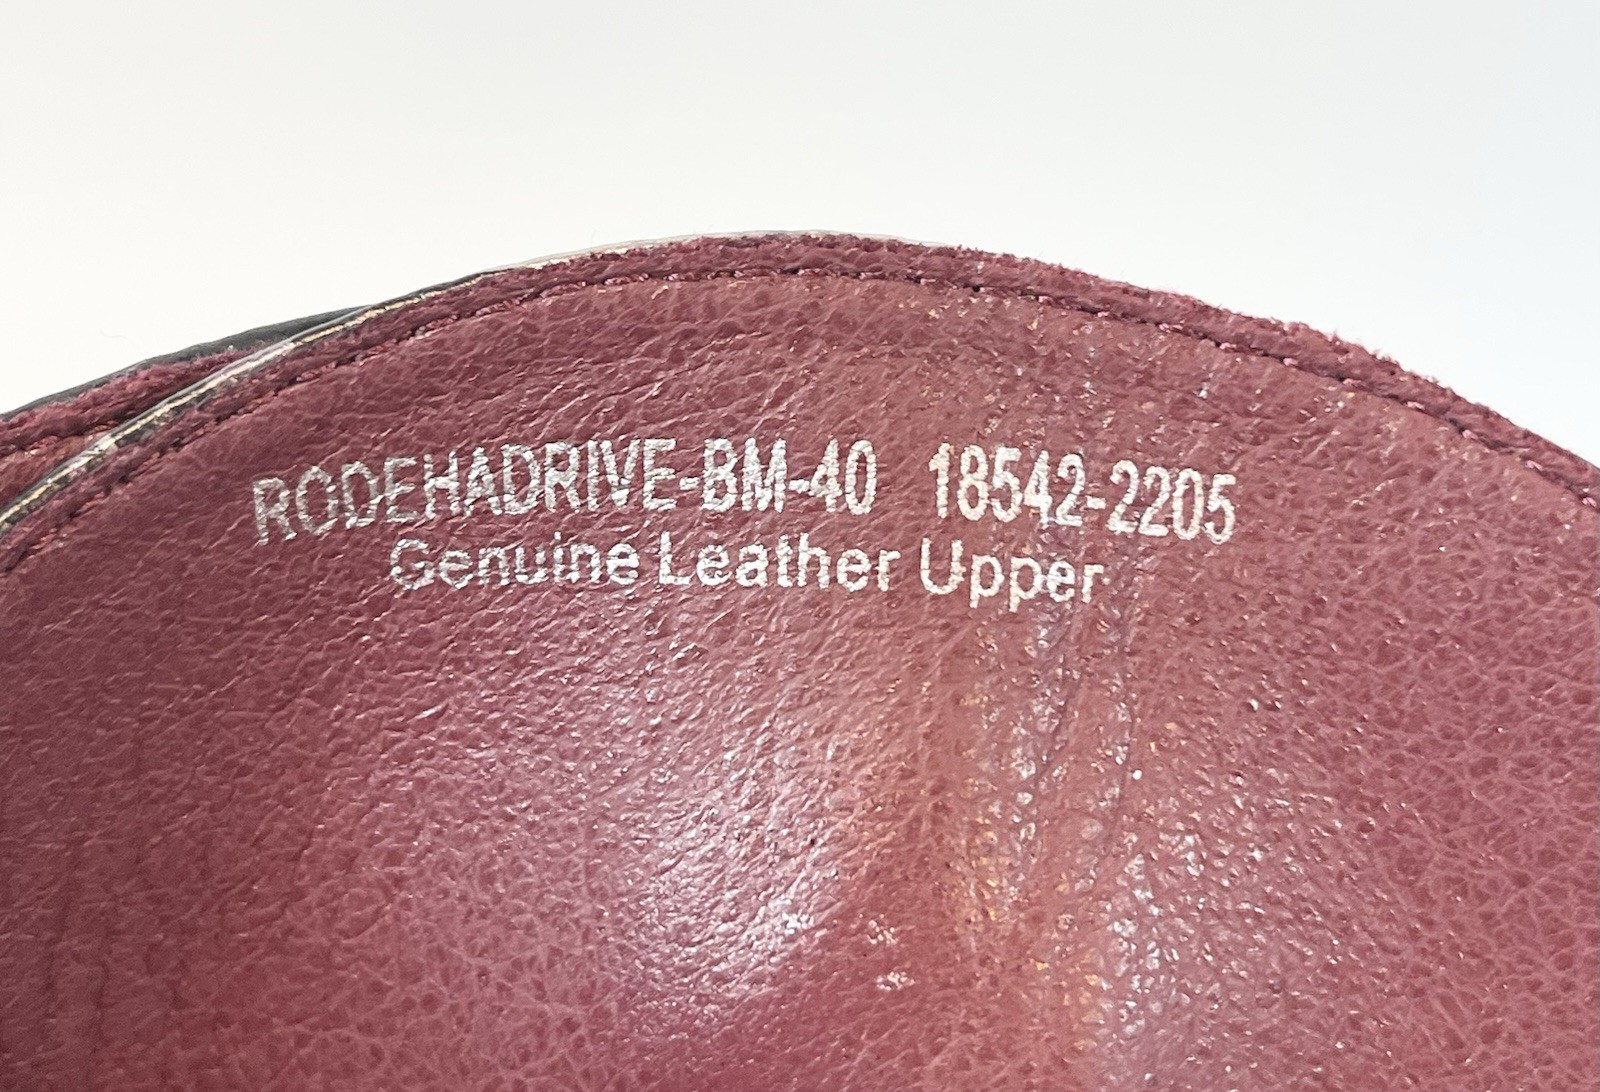 RODEHADRIVE-BM-40 18542-2205
Genuine Leather Upper